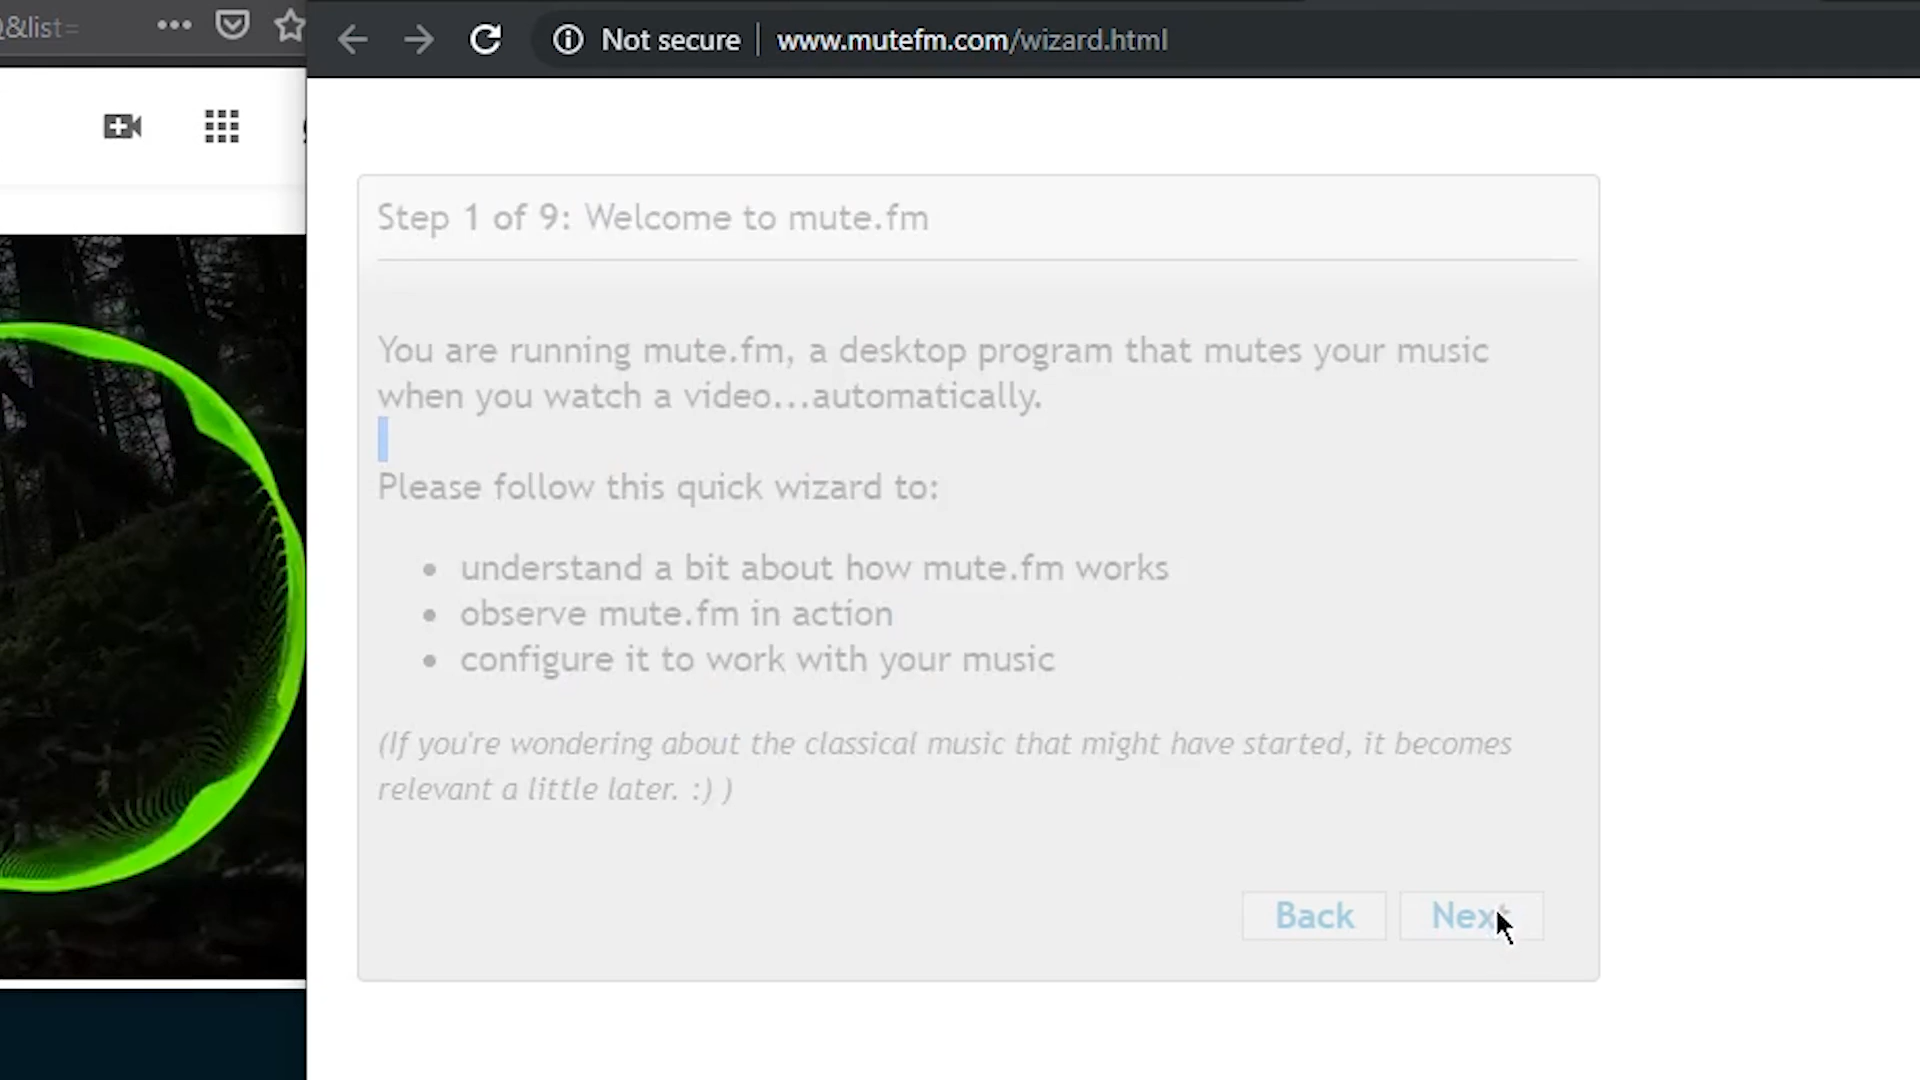 &list=
Not secure
www.mutefm.com/wizard.html
Step 1 of 9: Welcome to mute.fm
You are running mute.fm, a desktop program that mutes your music
when you watch a video...automatically.
Please follow this quick wizard to:
• understand a bit about how mute.fm works
• observe mute.fm in action
• configure it to work with your music
(If you're wondering about the classical music that might have started, it becomes
relevant a little later. :) )
Back
Next